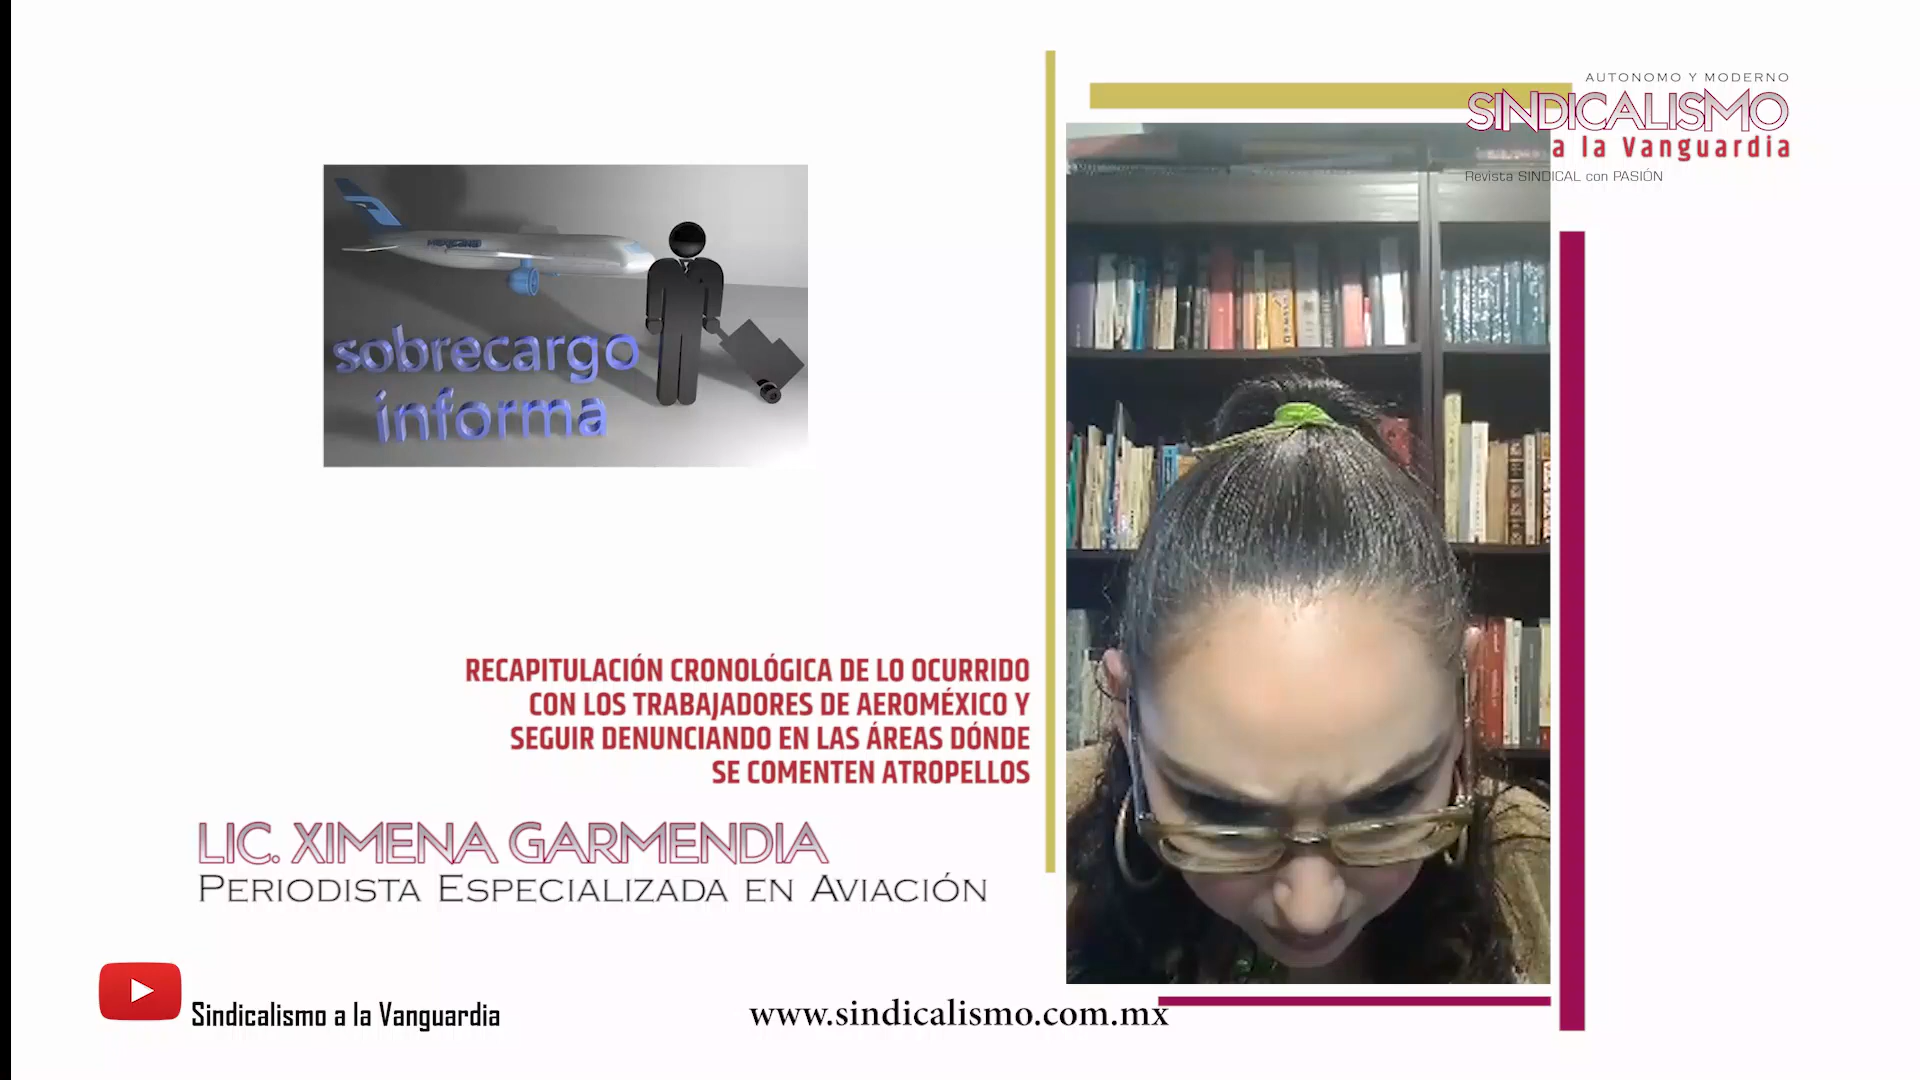 AUTONOMO Y MODERNO
SINDICALISMO
a la Vanguardia
Revista SINDICAL con PASIÓN
MEXICANA
sobrecargo
informa
RECAPITULACIÓN CRONOLÓGICA DE LO OCURRIDO
CON LOS TRABAJADORES DE AEROMÉXICO Y
SEGUIR DENUNCIANDO EN LAS ÁREAS DÓNDE
SE COMENTEN ATROPELLOS
LIC. XIMENA GARMENDIA
PERIODISTA ESPECIALIZADA EN AVIACIÓN
Sindicalismo a la Vanguardia
www.sindicalismo.com.mx